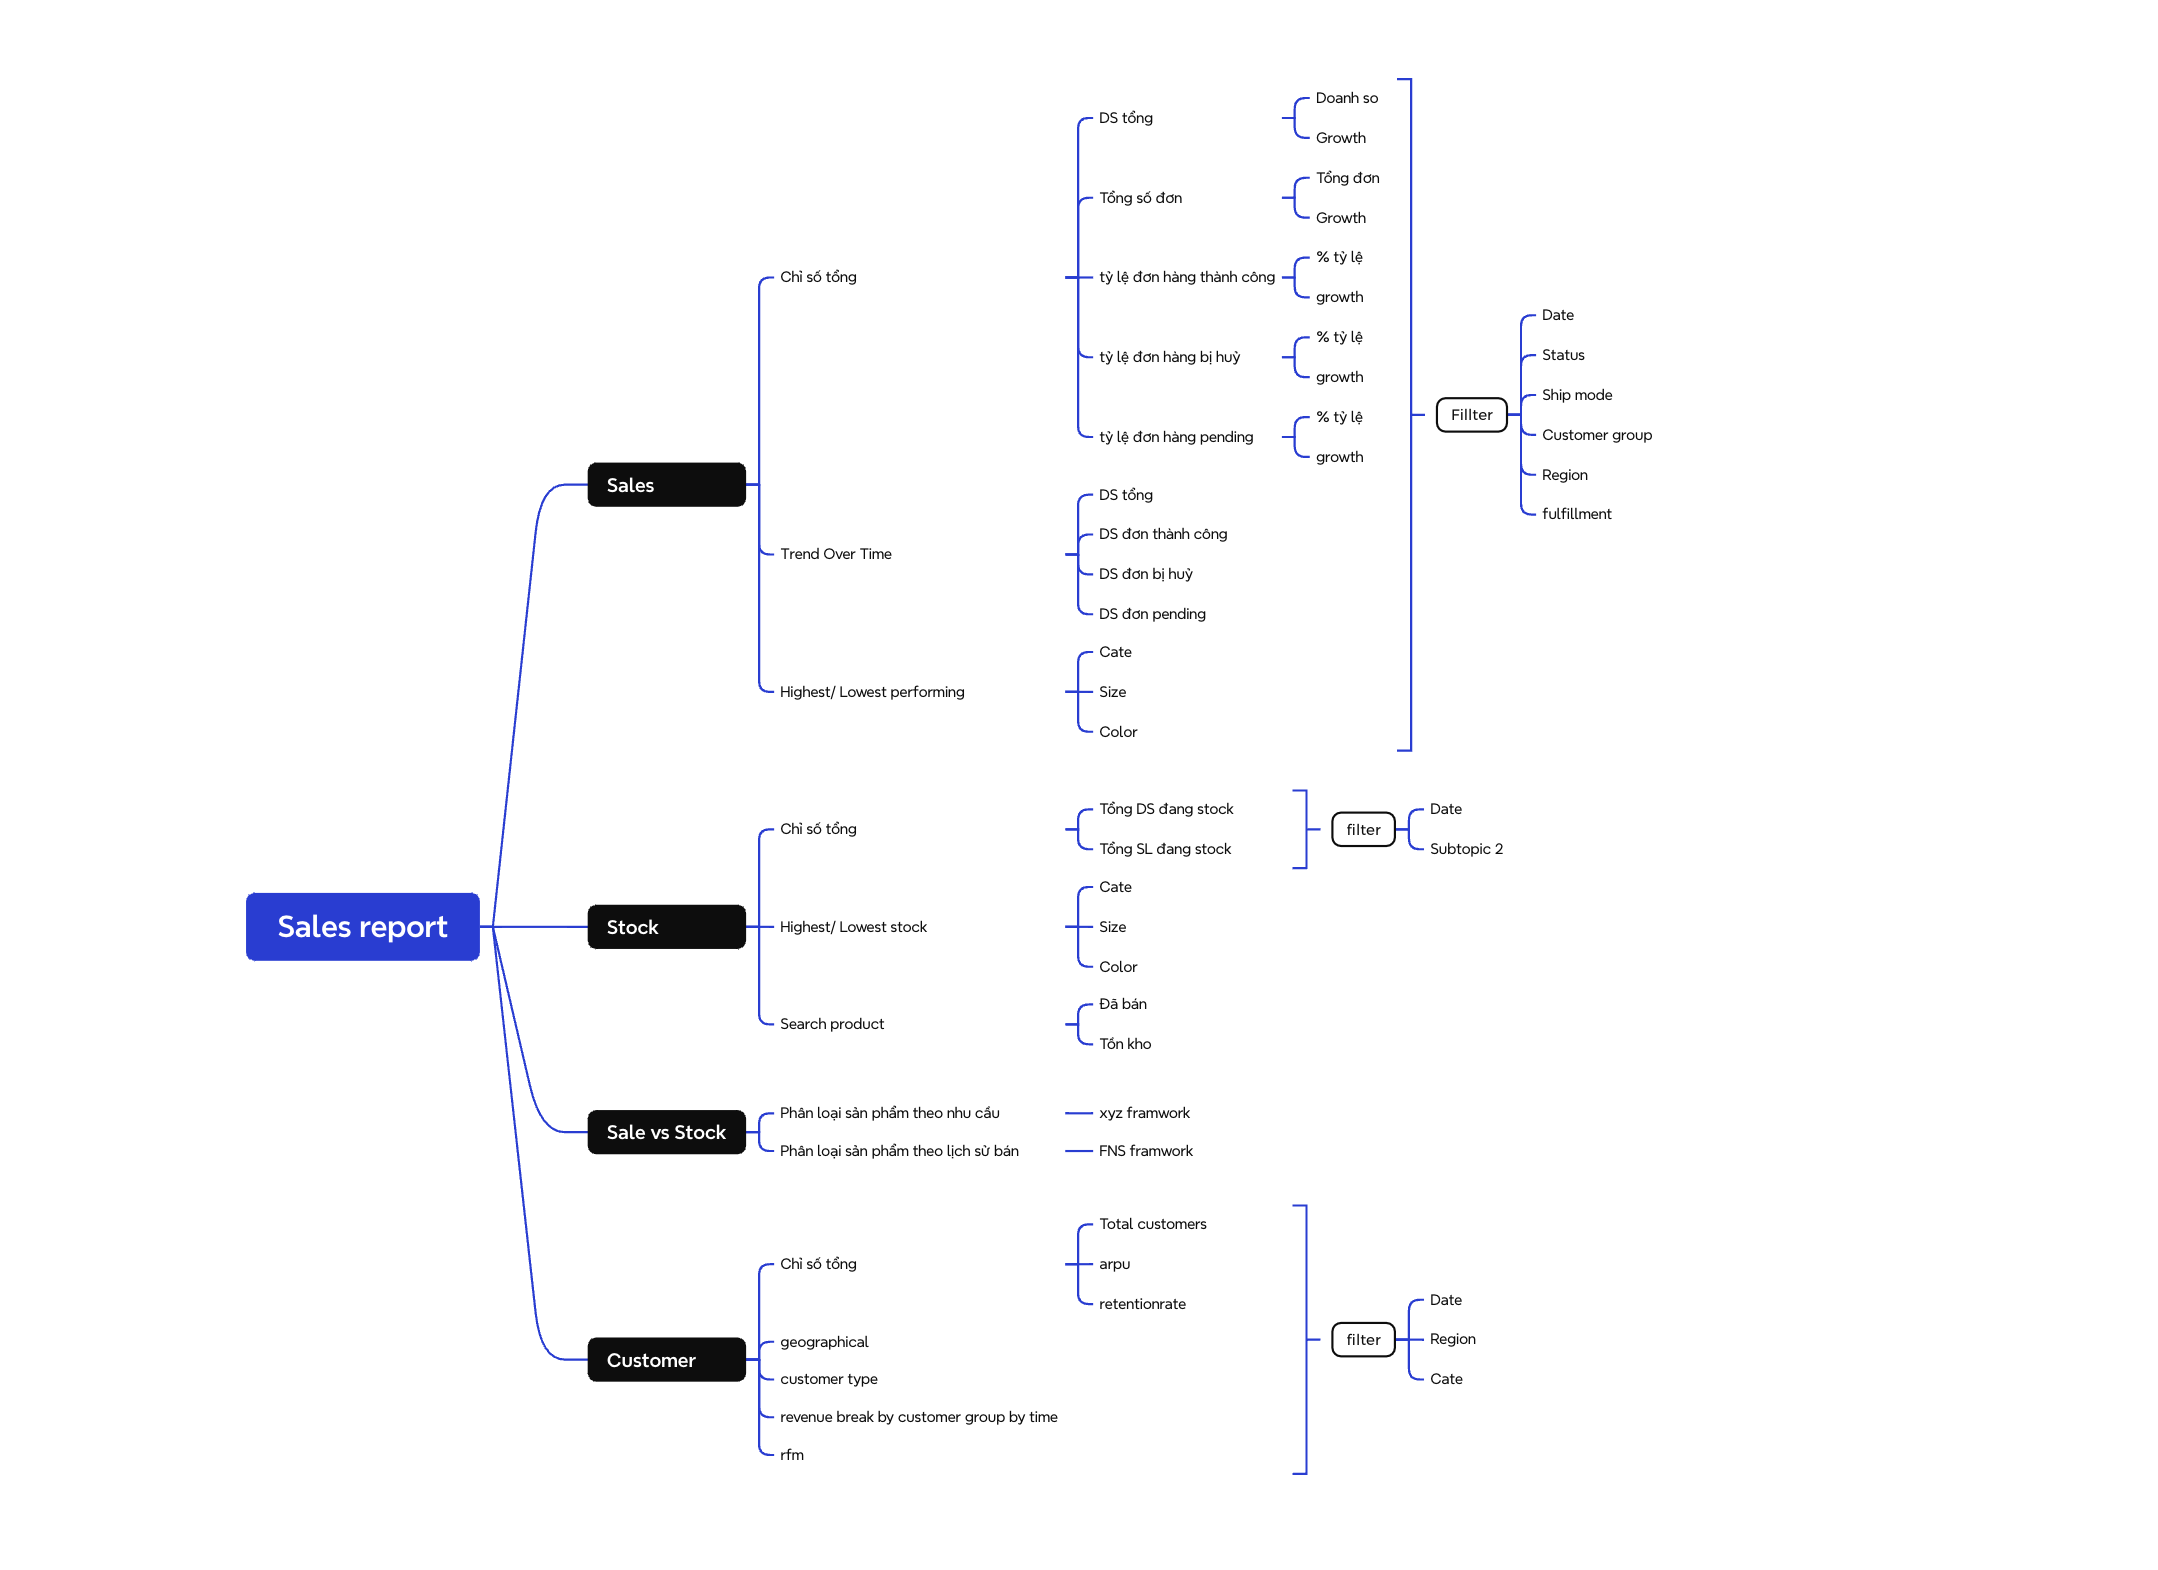 Sales report
Sales
Chỉ số tổng
DS tổng
Doanh so
Growth
Tổng số đơn
Tổng đơn
Growth
tỷ lệ đơn hàng thành công
% tỷ lệ
growth
tỷ lệ đơn hàng bị huỷ
% tỷ lệ
growth
tỷ lệ đơn hàng pending
% tỷ lệ
growth
Trend Over Time
DS tổng
DS đơn thành công
DS đơn bị huỷ
DS đơn pending
Highest/ Lowest performing
Cate
Size
Color
Fillter
Date
Status
Ship mode
Customer group
Region
fulfillment
Stock
Chỉ số tổng
Tổng DS đang stock
Tổng SL đang stock
filter
Date
Subtopic 2
Highest/ Lowest stock
Cate
Size
Color
Search product
Đã bán
Tồn kho
Sale vs Stock
Phân loại sản phẩm theo nhu cầu
xyz framwork
Phân loại sản phẩm theo lịch sử bán
FNS framwork
Customer
Chỉ số tổng
Total customers
arpu
retentionrate
geographical
customer type
revenue break by customer group by time
rfm
filter
Date
Region
Cate